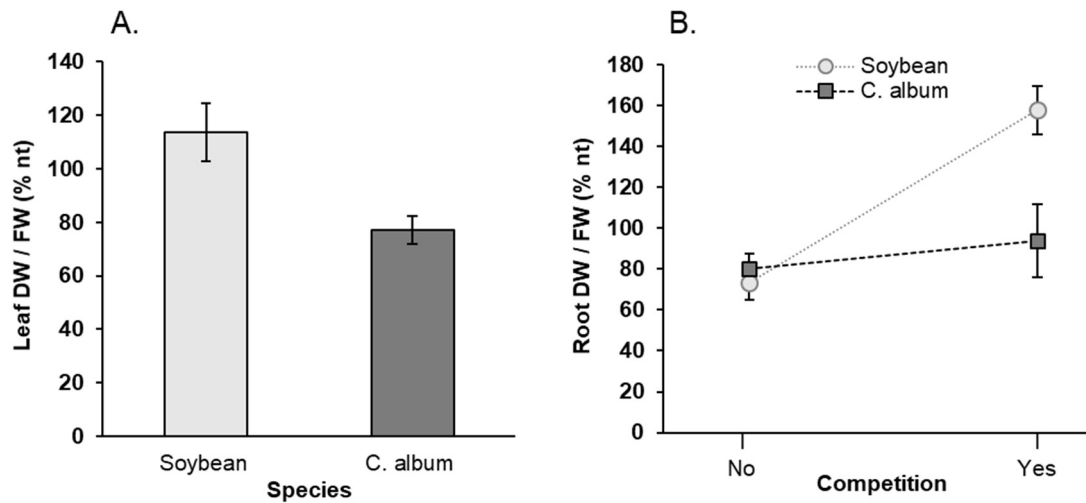 A.
Leaf DW / FW (% nt)
140
120
100
80
60
40
20
0
Soybean
C. album
Species
B.
Root DW / FW (% nt)
180
160
140
120
100
80
60
40
20
0
Soybean
C. album
No
Yes
Competition